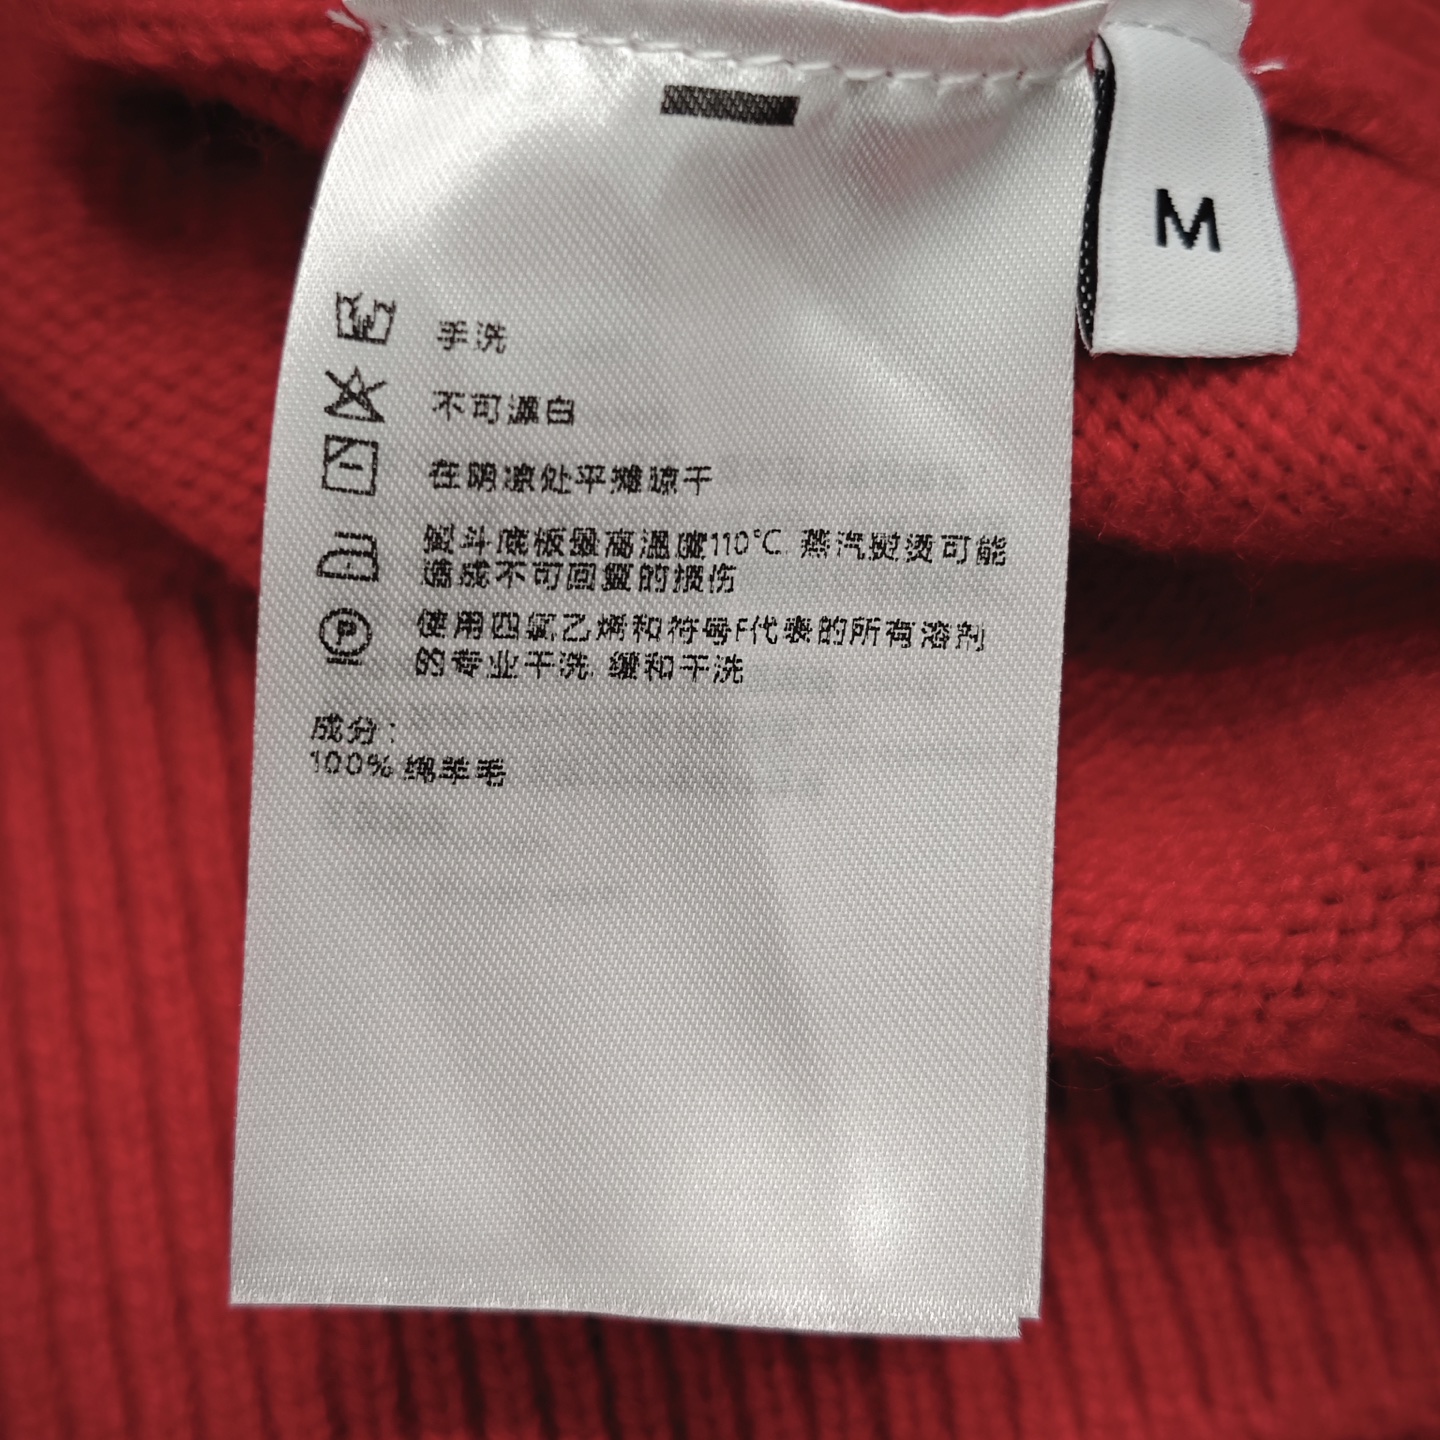 M
手洗
不可漂白
在阴凉处平摊晾干
熨斗底板最高温度110℃. 蒸汽熨烫可能
造成不可回复的损伤
使用四氯乙烯和符号F代表的所有溶剂
的专业干洗. 缓和干洗
成分:
100% 绵羊毛